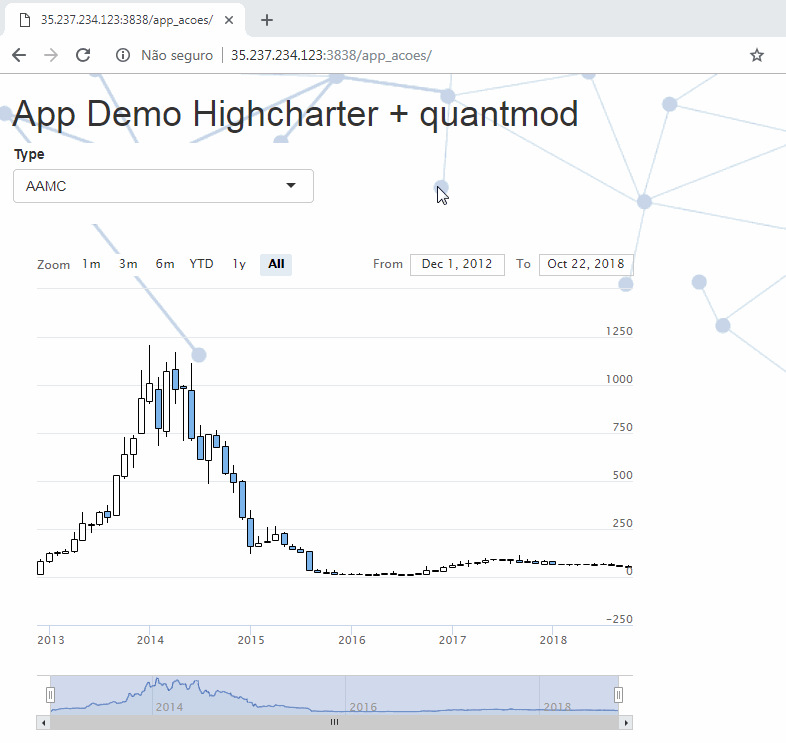 35.237.234.123:3838/app_acoes/
Não seguro 35.237.234.123:3838/app_acoes/
App Demo Highcharter + quantmod
Type
AAMC
Zoom 1m 3m 6m YTD 1y All From Dec 1, 2012 To Oct 22, 2018
1250
1000
750
500
250
0
−250
2013 2014 2015 2016 2017 2018
2014 2016 2018